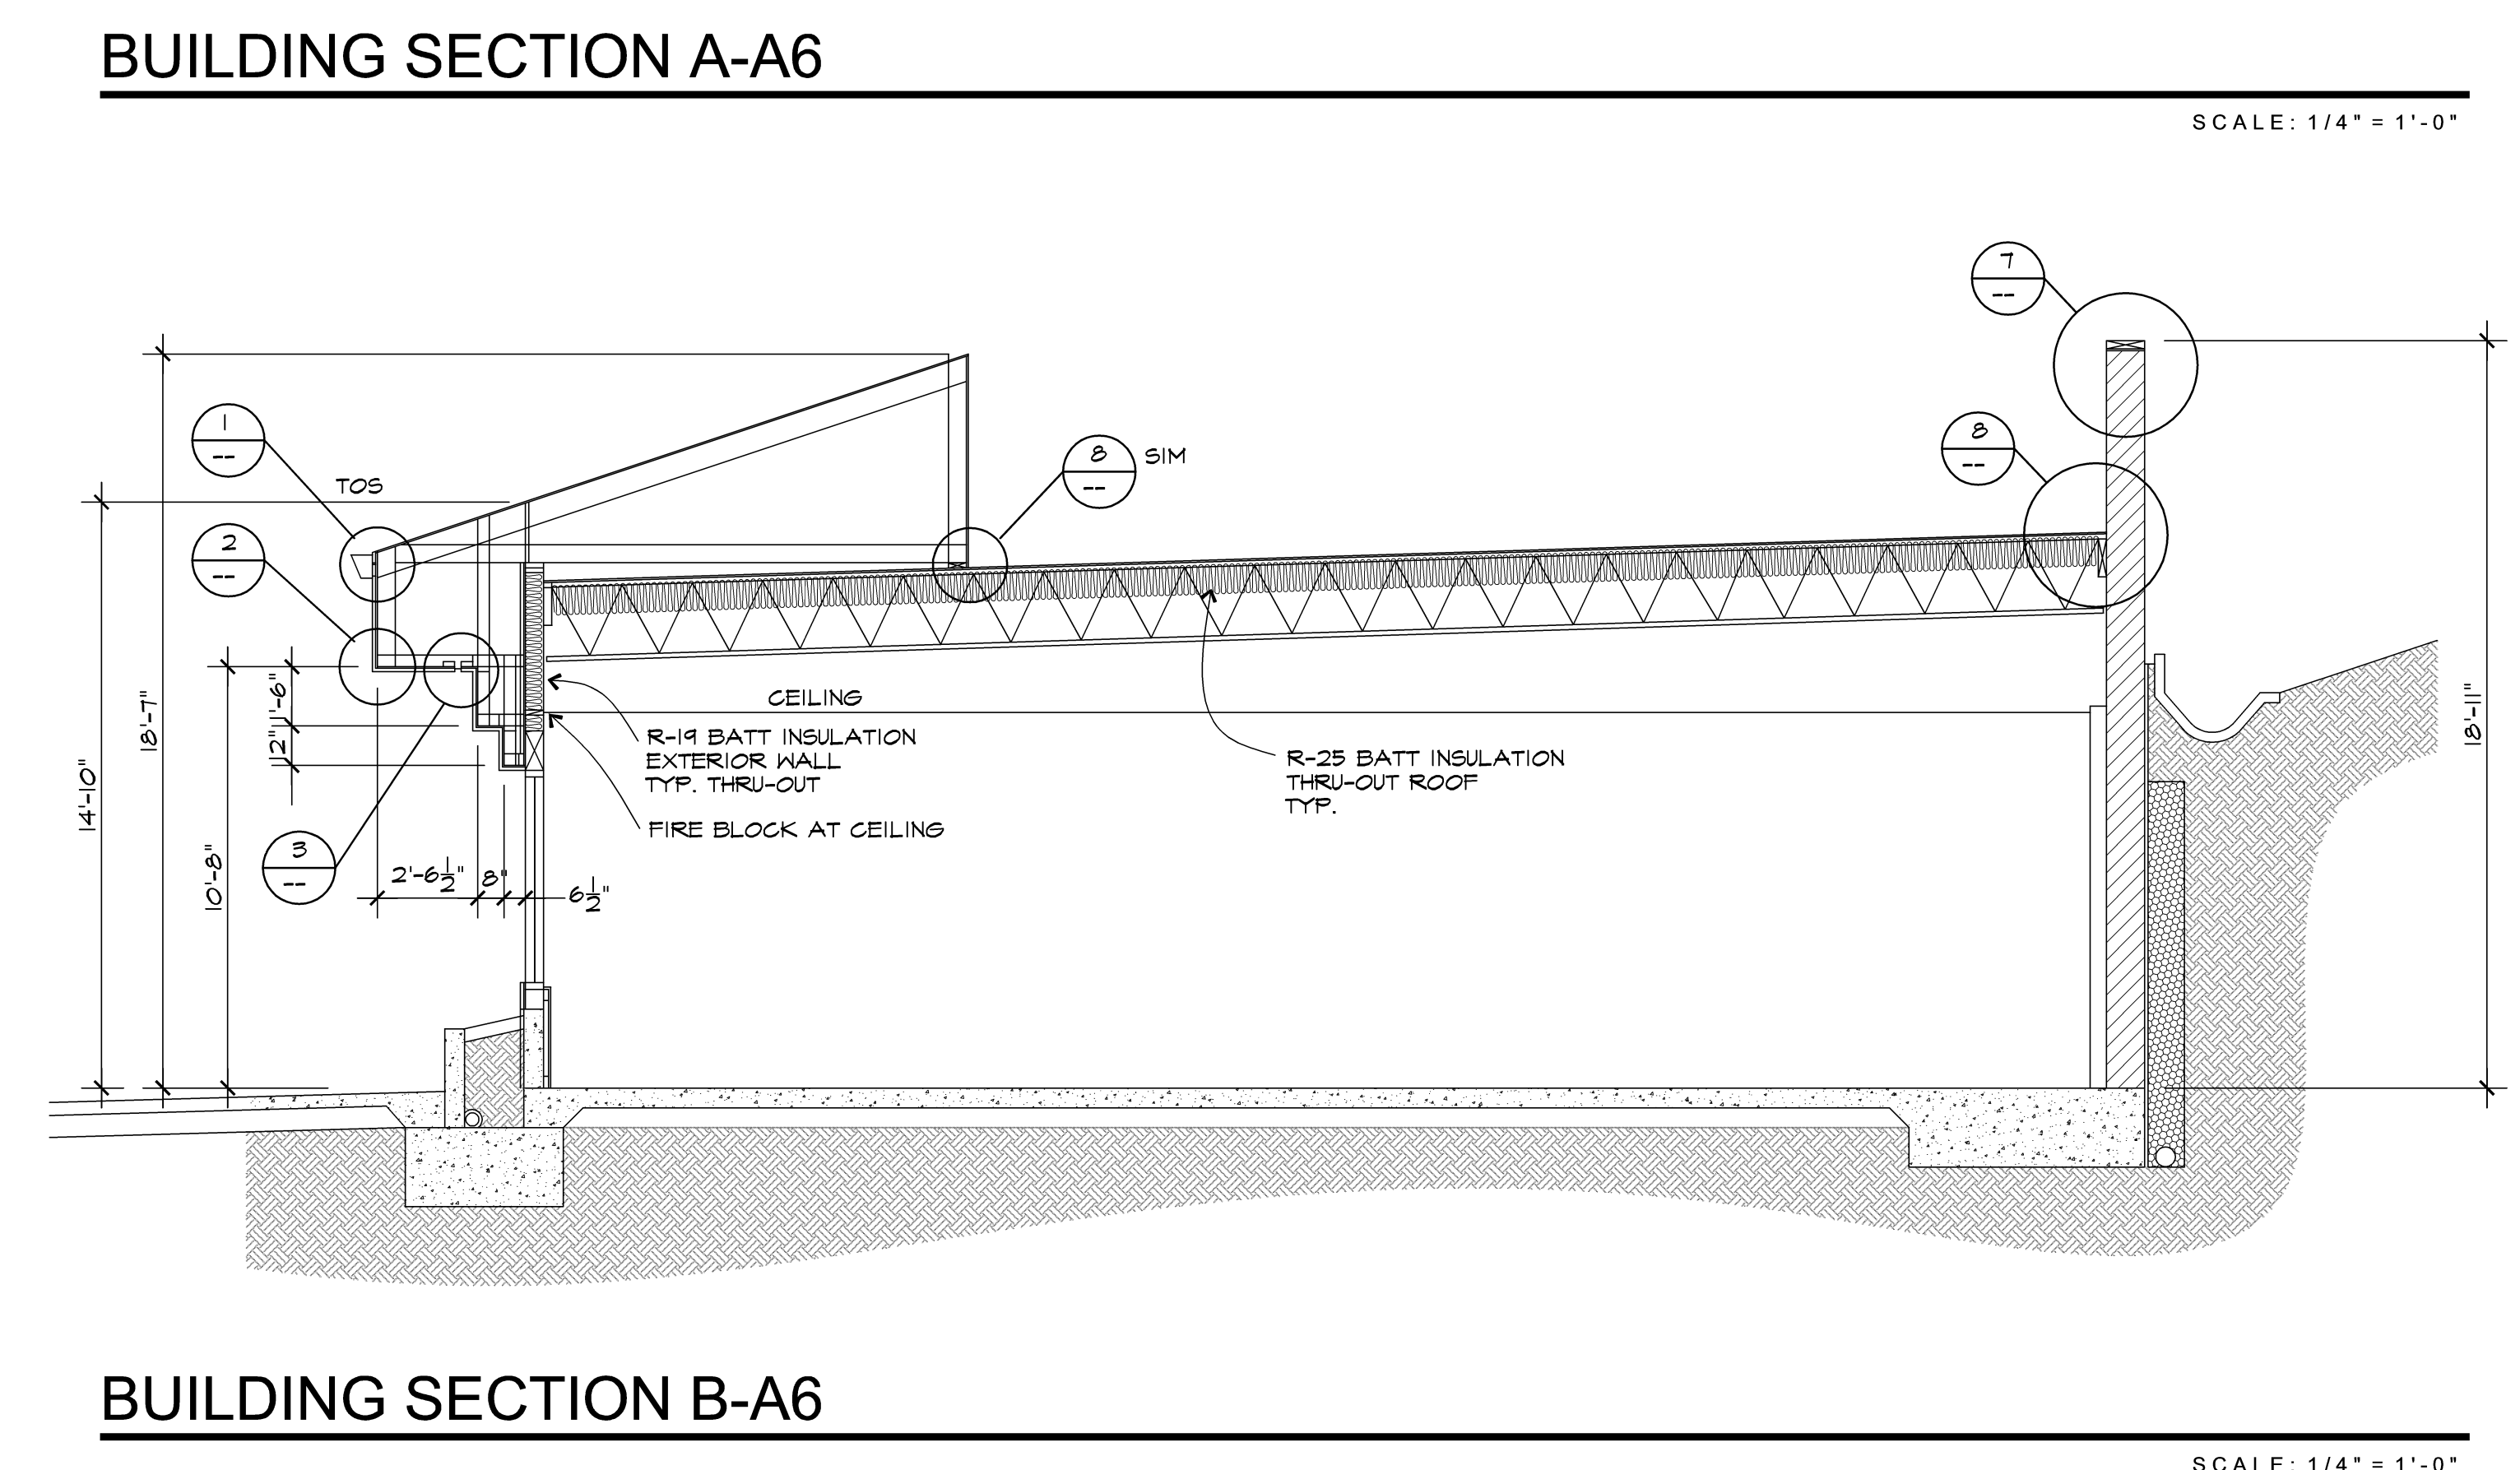 BUILDING SECTION A-A6
SCALE: 1/4" = 1'-0"
7
--
1
--
8
--
SIM
8
--
TOS
2
--
18'-7"
1'-6"
12"
14'-10"
10'-8"
CEILING
R-19 BATT INSULATION
EXTERIOR WALL
TYP. THRU-OUT
FIRE BLOCK AT CEILING
R-25 BATT INSULATION
THRU-OUT ROOF
TYP.
18'-11"
3
--
2'-6 1/2"
8"
6 1/2"
BUILDING SECTION B-A6
SCALE: 1/4" = 1'-0"